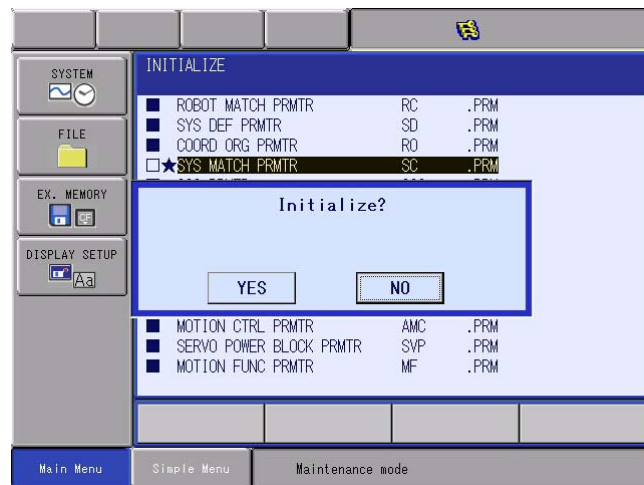 SYSTEM
INITIALIZE
ROBOT MATCH PRMTR RC .PRM
SYS DEF PRMTR SD .PRM
FILE
COORD ORG PRMTR RO .PRM
★SYS MATCH PRMTR SC .PRM
EX. MEMORY
CF
Initialize?
DISPLAY SETUP
Aa
YES NO
MOTION CTRL PRMTR AMC .PRM
SERVO POWER BLOCK PRMTR SVP .PRM
MOTION FUNC PRMTR MF .PRM
Main Menu Simple Menu Maintenance mode